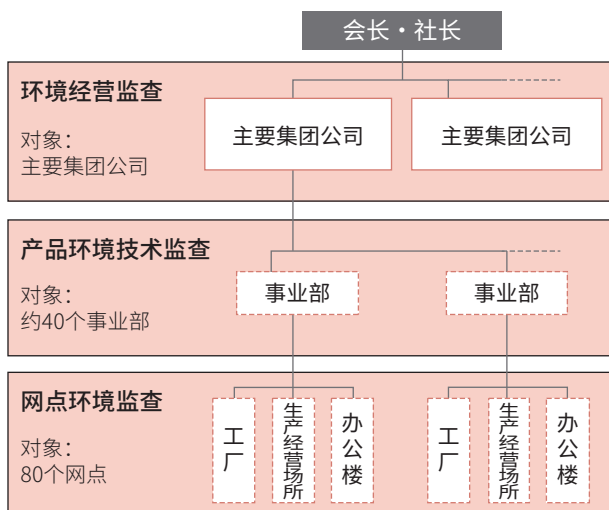 会长・社长
环境经营监查
对象：
主要集团公司
主要集团公司
主要集团公司
产品环境技术监查
对象：
约40个事业部
事业部
事业部
网点环境监查
对象：
80个网点
工厂
生产经营场所
办公楼
工厂
生产经营场所
办公楼